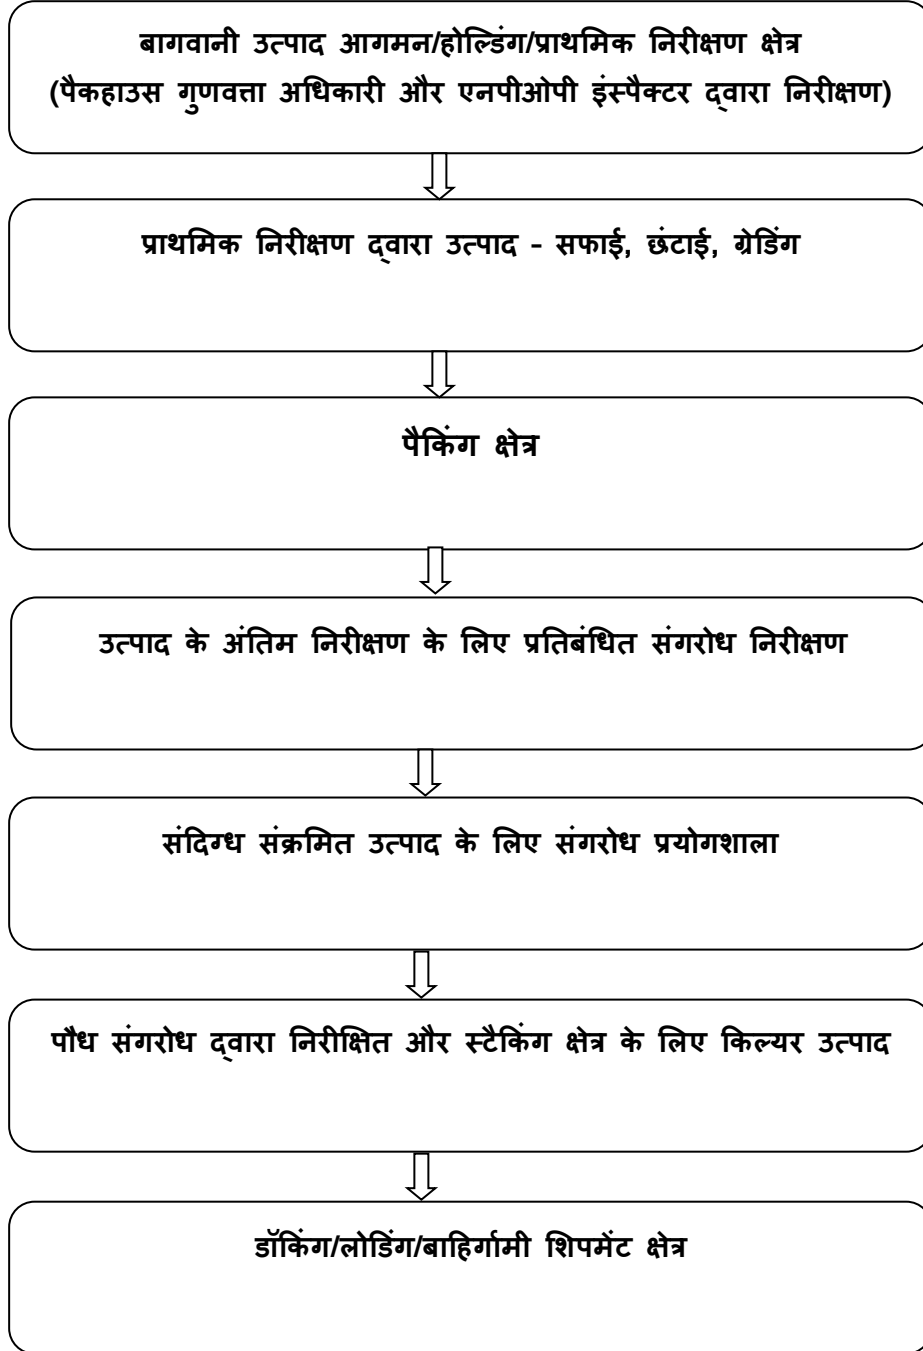 बागवानी उत्पाद आगमन/होल्डिंग/प्राथमिक निरीक्षण क्षेत्र
(पैकहाउस गुणवत्ता अधिकारी और एनपीओपी इंस्पैक्टर द्वारा निरीक्षण)
प्राथमिक निरीक्षण द्वारा उत्पाद – सफाई, छंटाई, ग्रेडिंग
पैकिंग क्षेत्र
उत्पाद के अंतिम निरीक्षण के लिए प्रतिबंधित संगरोध निरीक्षण
संदिग्ध संक्रमित उत्पाद के लिए संगरोध प्रयोगशाला
पौध संगरोध द्वारा निरीक्षित और स्टैकिंग क्षेत्र के लिए किल्यर उत्पाद
डॉकिंग/लोडिंग/बाहिर्गामी शिपमेंट क्षेत्र